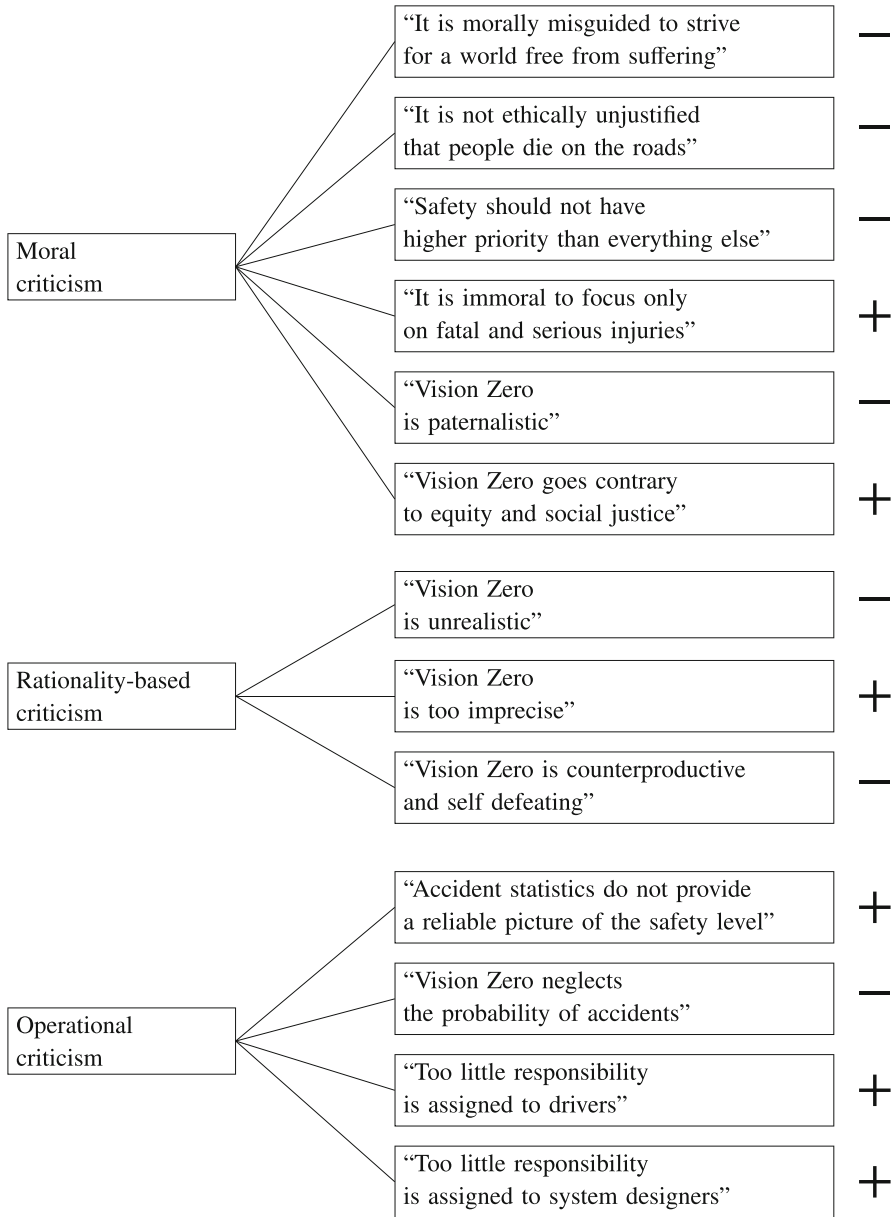 Moral
criticism
“It is morally misguided to strive
for a world free from suffering”
−
“It is not ethically unjustified
that people die on the roads”
−
“Safety should not have
higher priority than everything else”
−
“It is immoral to focus only
on fatal and serious injuries”
+
“Vision Zero
is paternalistic”
−
“Vision Zero goes contrary
to equity and social justice”
+
Rationality-based
criticism
“Vision Zero
is unrealistic”
−
“Vision Zero
is too imprecise”
+
“Vision Zero is counterproductive
and self defeating”
−
Operational
criticism
“Accident statistics do not provide
a reliable picture of the safety level”
+
“Vision Zero neglects
the probability of accidents”
−
“Too little responsibility
is assigned to drivers”
+
“Too little responsibility
is assigned to system designers”
+